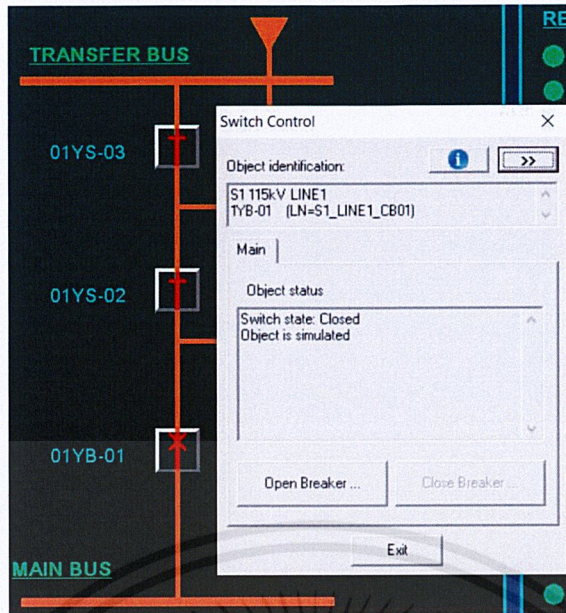 RE
TRANSFER BUS
01YS-03
01YS-02
01YB-01
MAIN BUS
Switch Control
Object identification:
>>
S1 115kV LINE1
1YB-01 (LN=S1_LINE1_CB01)
Main
Object status
Switch state: Closed
Object is simulated
Open Breaker ...
Close Breaker ...
Exit